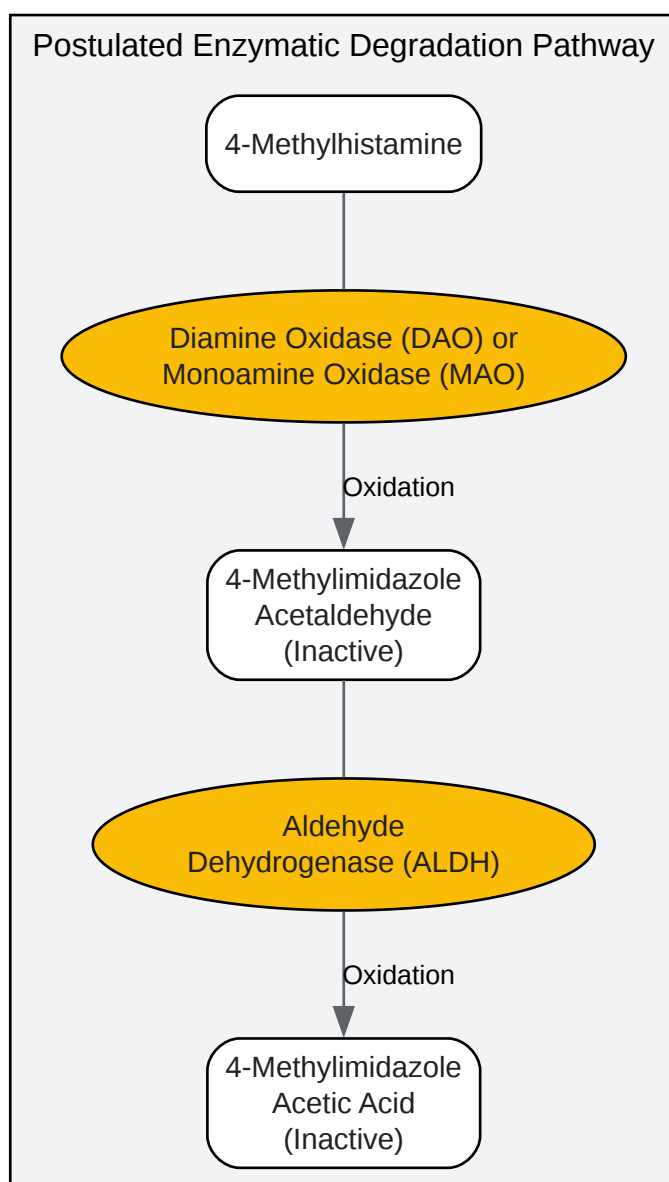 Postulated Enzymatic Degradation Pathway
4-Methylhistamine
Diamine Oxidase (DAO) or
Monoamine Oxidase (MAO)
Oxidation
4-Methylimidazole
Acetaldehyde
(Inactive)
Aldehyde
Dehydrogenase (ALDH)
Oxidation
4-Methylimidazole
Acetic Acid
(Inactive)